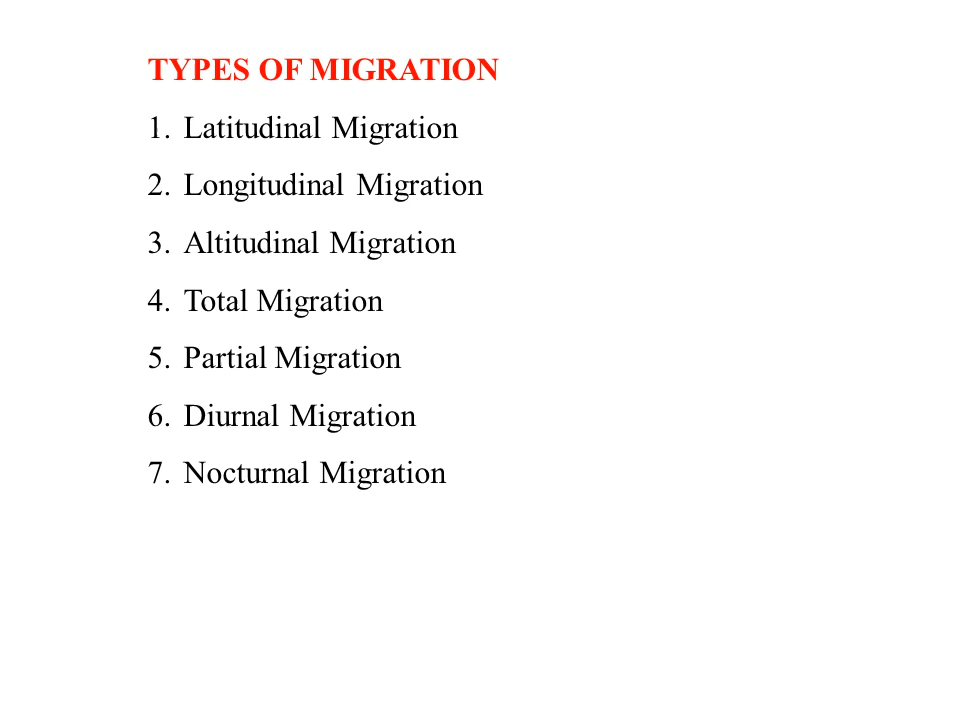 TYPES OF MIGRATION
1. Latitudinal Migration
2. Longitudinal Migration
3. Altitudinal Migration
4. Total Migration
5. Partial Migration
6. Diurnal Migration
7. Nocturnal Migration